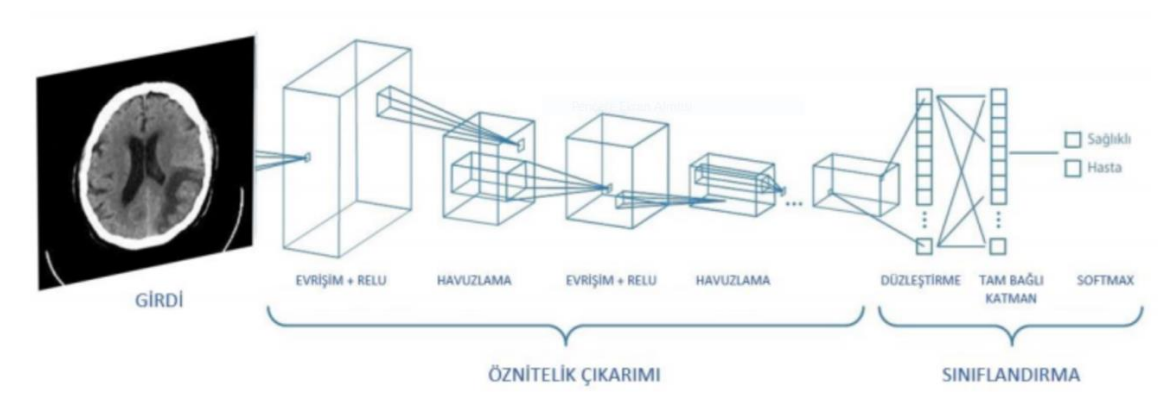 Sağlıklı
Hasta
EVRİŞİM + RELU
HAVUZLAMA
EVRİŞİM + RELU
HAVUZLAMA
DÜZLEŞTİRME
TAM BAĞLI
KATMAN
SOFTMAX
GİRDİ
ÖZNİTELİK ÇIKARIMI
SINIFLANDIRMA